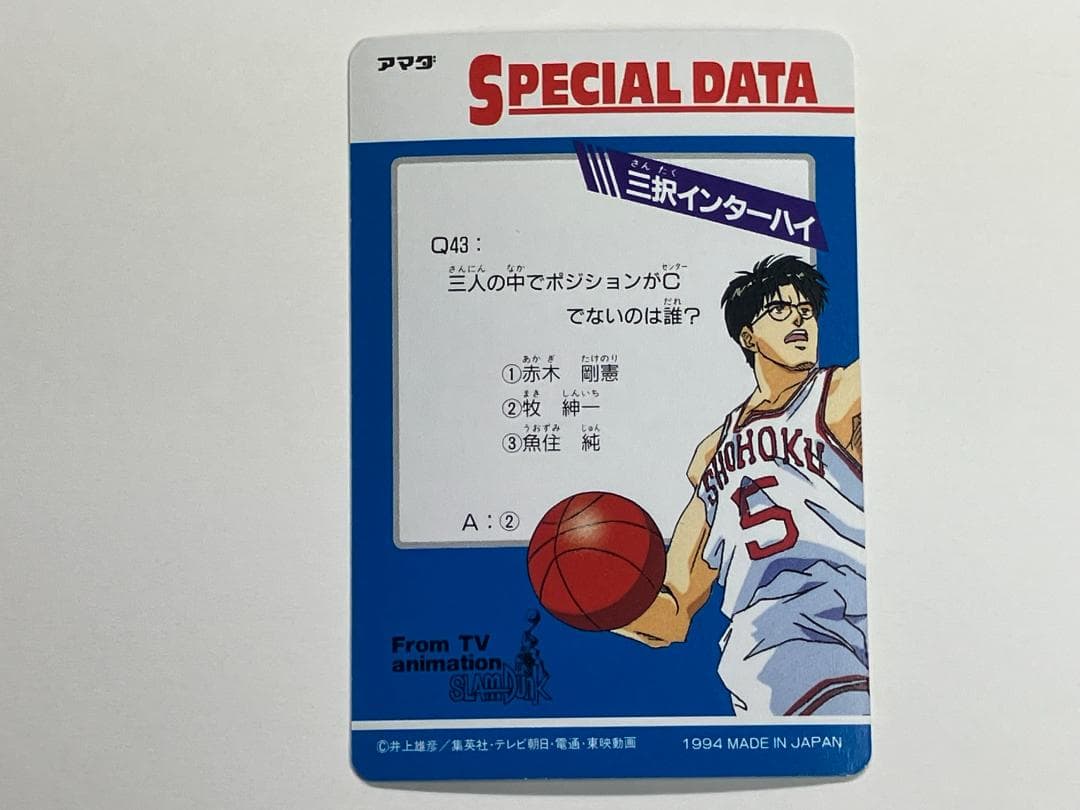 アマダ
SPECIAL DATA
さんたく
三択インターハイ
Q43：
さんにん なか センター
三人の中でポジションがC
だれ
でないのは誰？
あかぎ たけのり
①赤木 剛憲
まき しんいち
②牧 紳一
うおずみ じゅん
③魚住 純
A：②
SHOHOKU
5
From TV
animation
SLAM DUNK
©井上雄彦／集英社・テレビ朝日・電通・東映動画
1994 MADE IN JAPAN